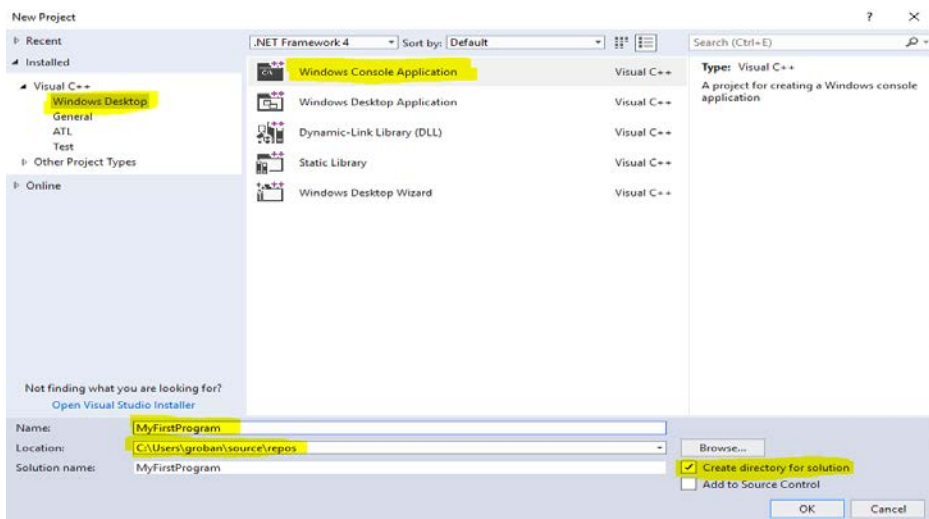 New Project
? ×
Recent
.NET Framework 4 Sort by: Default
Search (Ctrl+E)
Installed
Visual C++
Windows Desktop
General
ATL
Test
Other Project Types
Online
Windows Console Application Visual C++
Windows Desktop Application Visual C++
Dynamic-Link Library (DLL) Visual C++
Static Library Visual C++
Windows Desktop Wizard Visual C++
Type: Visual C++
A project for creating a Windows console
application
Not finding what you are looking for?
Open Visual Studio Installer
Name: MyFirstProgram
Location: C:\Users\groban\source\repos Browse...
Solution name: MyFirstProgram
Create directory for solution
Add to Source Control
OK Cancel